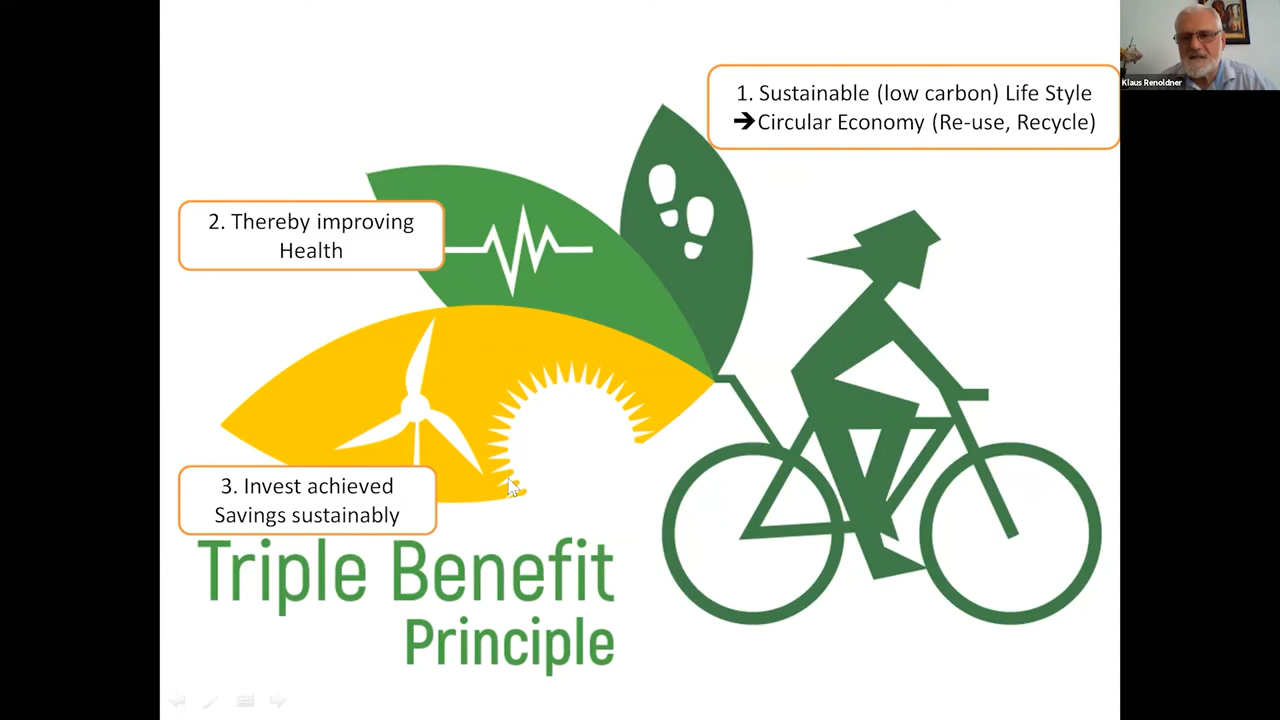 Klaus Renoldner
1. Sustainable (low carbon) Life Style
➔Circular Economy (Re-use, Recycle)
2. Thereby improving
Health
3. Invest achieved
Savings sustainably
Triple Benefit
Principle